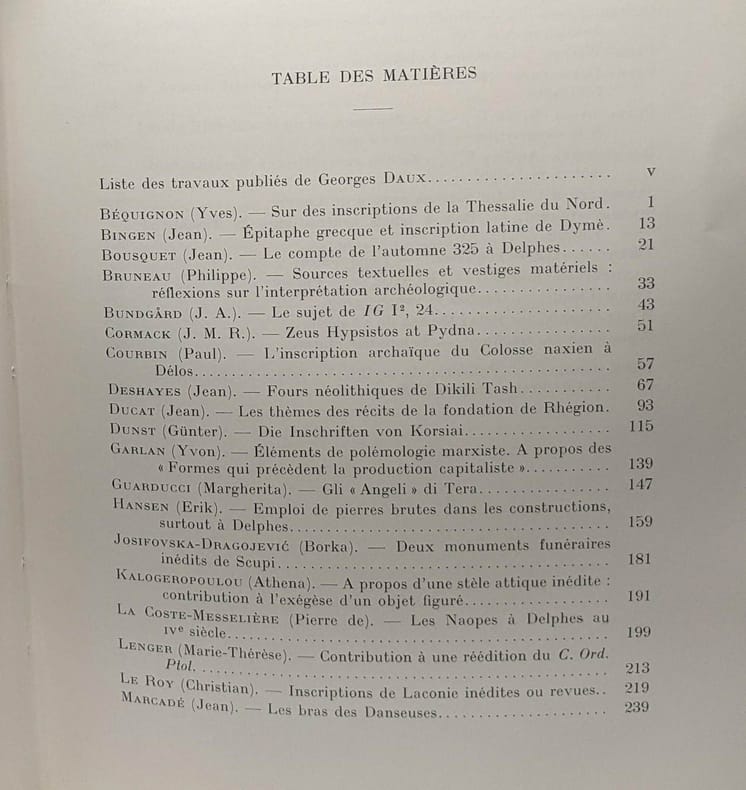 TABLE DES MATIÈRES
Liste des travaux publiés de Georges DAUX...................... v
BÉQUIGNON (Yves). — Sur des inscriptions de la Thessalie du Nord. 1
BINGEN (Jean). — Épitaphe grecque et inscription latine de Dymè. 13
BOUSQUET (Jean). — Le compte de l'automne 325 à Delphes...... 21
BRUNEAU (Philippe). — Sources textuelles et vestiges matériels :
réflexions sur l'interprétation archéologique................ 33
BUNDGÅRD (J. A.). — Le sujet de IG I², 24..................... 43
CORMACK (J. M. R.). — Zeus Hypsistos at Pydna................ 51
COURBIN (Paul). — L'inscription archaïque du Colosse naxien à
Délos.................................................. 57
DESHAYES (Jean). — Fours néolithiques de Dikili Tash........... 67
DUCAT (Jean). — Les thèmes des récits de la fondation de Rhégion. 93
DUNST (Günter). — Die Inschriften von Korsiai................. 115
GARLAN (Yvon). — Éléments de polémologie marxiste. A propos des
« Formes qui précèdent la production capitaliste ».......... 139
GUARDUCCI (Margherita). — Gli « Angeli » di Tera................ 147
HANSEN (Erik). — Emploi de pierres brutes dans les constructions,
surtout à Delphes....................................... 159
JOSIFOVSKA-DRAGOJEVIĆ (Borka). — Deux monuments funéraires
inédits de Scupi........................................ 181
KALOGEROPOULOU (Athena). — A propos d'une stèle attique inédite :
contribution à l'exégèse d'un objet figuré................. 191
LA COSTE-MESSELIÈRE (Pierre de). — Les Naopes à Delphes au
IVe siècle.............................................. 199
LENGER (Marie-Thérèse). — Contribution à une réédition du C. Ord.
Ptol. .................................................. 213
LE ROY (Christian). — Inscriptions de Laconie inédites ou revues.. 219
MARCADÉ (Jean). — Les bras des Danseuses..................... 239